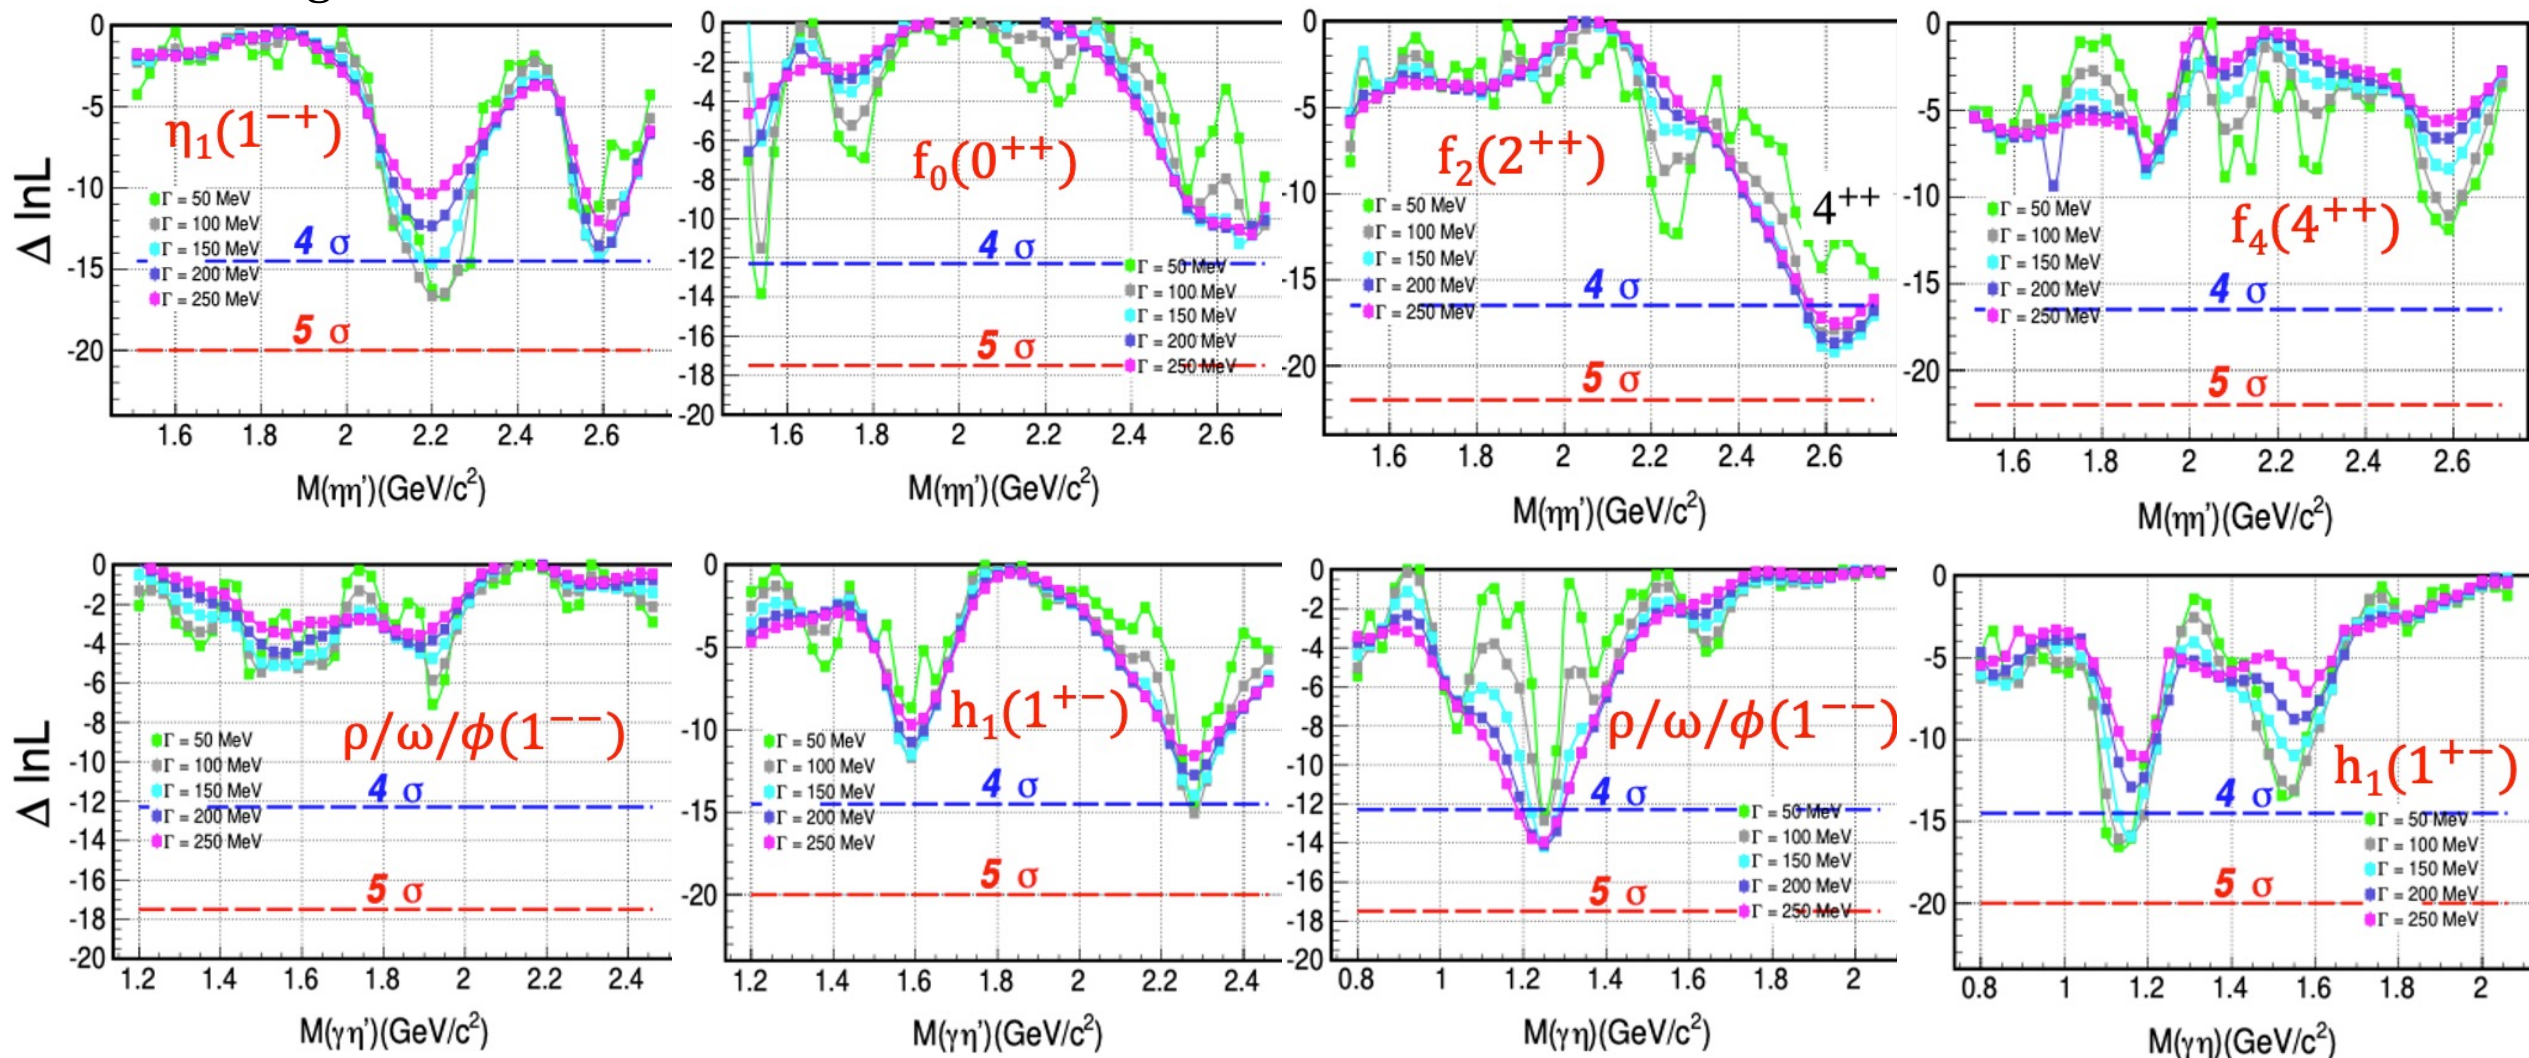 0
-5
-10
-15
-20
Δ lnL
η₁(1⁻⁺)
Γ = 50 MeV
Γ = 100 MeV
Γ = 150 MeV
Γ = 200 MeV
Γ = 250 MeV
4 σ
5 σ
1.6 1.8 2 2.2 2.4 2.6
M(ηη')(GeV/c²)
0
-2
-4
-6
-8
-10
-12
-14
-16
-18
-20
f₀(0⁺⁺)
4 σ
Γ = 50 MeV
Γ = 100 MeV
Γ = 150 MeV
Γ = 200 MeV
Γ = 250 MeV
5 σ
1.6 1.8 2 2.2 2.4 2.6
M(ηη')(GeV/c²)
0
-5
-10
-15
-20
f₂(2⁺⁺)
4⁺⁺
Γ = 50 MeV
Γ = 100 MeV
Γ = 150 MeV
Γ = 200 MeV
Γ = 250 MeV
4 σ
5 σ
1.6 1.8 2 2.2 2.4 2.6
M(ηη')(GeV/c²)
0
-5
-10
-15
-20
f₄(4⁺⁺)
Γ = 50 MeV
Γ = 100 MeV
Γ = 150 MeV
Γ = 200 MeV
Γ = 250 MeV
4 σ
5 σ
1.6 1.8 2 2.2 2.4 2.6
M(ηη')(GeV/c²)
0
-2
-4
-6
-8
-10
-12
-14
-16
-18
-20
Δ lnL
ρ/ω/ϕ(1⁻⁻)
Γ = 50 MeV
Γ = 100 MeV
Γ = 150 MeV
Γ = 200 MeV
Γ = 250 MeV
4 σ
5 σ
1.2 1.4 1.6 1.8 2 2.2 2.4
M(γη')(GeV/c²)
0
-5
-10
-15
-20
h₁(1⁺⁻)
Γ = 50 MeV
Γ = 100 MeV
Γ = 150 MeV
Γ = 200 MeV
Γ = 250 MeV
4 σ
5 σ
1.2 1.4 1.6 1.8 2 2.2 2.4
M(γη')(GeV/c²)
0
-2
-4
-6
-8
-10
-12
-14
-16
-18
-20
ρ/ω/ϕ(1⁻⁻)
4 σ
Γ = 50 MeV
Γ = 100 MeV
Γ = 150 MeV
Γ = 200 MeV
Γ = 250 MeV
5 σ
0.8 1 1.2 1.4 1.6 1.8 2
M(γη)(GeV/c²)
0
-5
-10
-15
-20
h₁(1⁺⁻)
4 σ
Γ = 50 MeV
Γ = 100 MeV
Γ = 150 MeV
Γ = 200 MeV
Γ = 250 MeV
5 σ
0.8 1 1.2 1.4 1.6 1.8 2
M(γη)(GeV/c²)